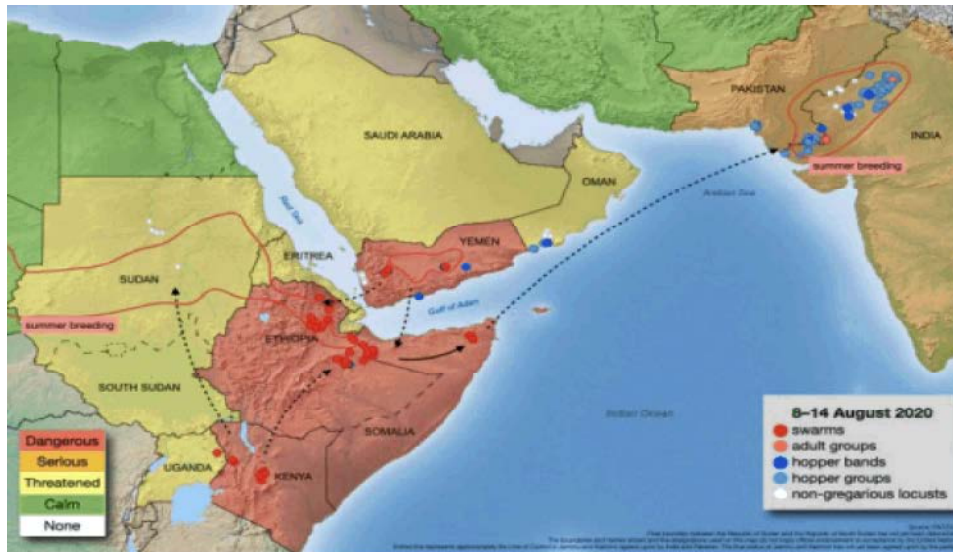 PAKISTAN
INDIA
SAUDI ARABIA
summer breeding
OMAN
Arabian Sea
Red Sea
YEMEN
ERITREA
SUDAN
Gulf of Aden
summer breeding
ETHIOPIA
SOUTH SUDAN
Indian Ocean
SOMALIA
UGANDA
KENYA
Dangerous
Serious
Threatened
Calm
None
8–14 August 2020
swarms
adult groups
hopper bands
hopper groups
non-gregarious locusts